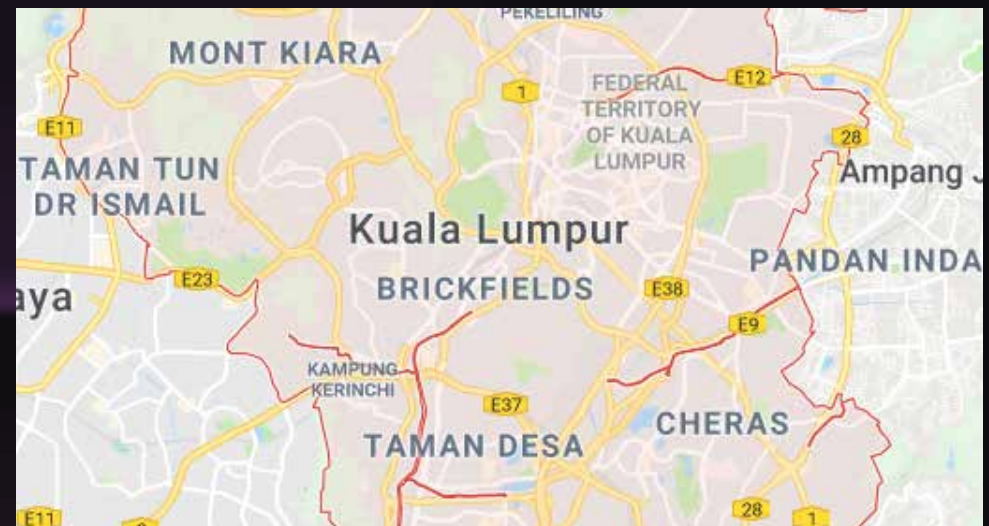 PEKELILING
MONT KIARA
1
FEDERAL
TERRITORY
OF KUALA
LUMPUR
E12
E11
28
TAMAN TUN
DR ISMAIL
Ampang J
Kuala Lumpur
PANDAN INDA
E23
BRICKFIELDS
E38
aya
E9
KAMPUNG
KERINCHI
E37
CHERAS
TAMAN DESA
E11
28
1